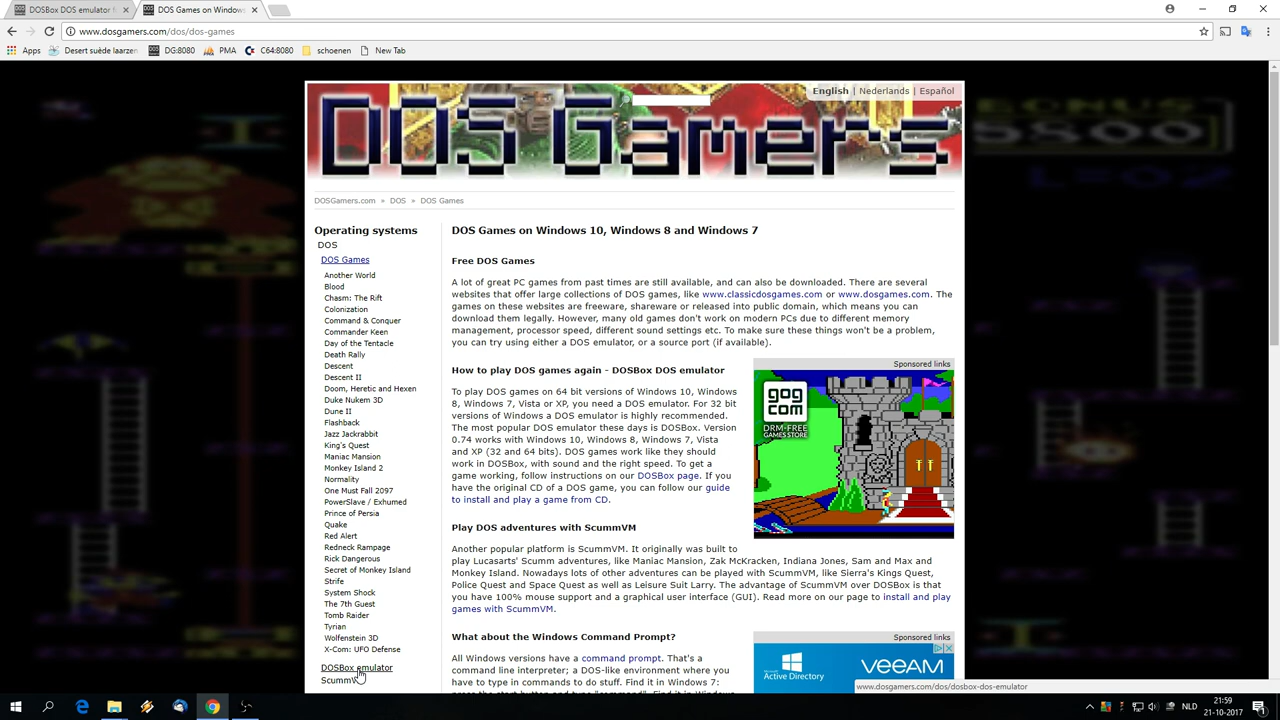 DOSBox DOS emulator f
DOS Games on Window
www.dosgamers.com/dos/dos-games
Apps Desert suède laarzen DG:8080 PMA C64:8080 schoenen New Tab
English Nederlands Español
DOS Gamers
5800
DOSGamers.com » DOS » DOS Games
Operating systems
DOS
DOS Games
Another World
Blood
Chasm: The Rift
Colonization
Command & Conquer
Commander Keen
Day of the Tentacle
Death Rally
Descent
Descent II
Doom, Heretic and Hexen
Duke Nukem 3D
Dune II
Flashback
Jazz Jackrabbit
King's Quest
Maniac Mansion
Monkey Island 2
Normality
One Must Fall 2097
PowerSlave / Exhumed
Prince of Persia
Quake
Red Alert
Redneck Rampage
Rick Dangerous
Secret of Monkey Island
Strife
System Shock
The 7th Guest
Tomb Raider
Tyrian
Wolfenstein 3D
X-Com: UFO Defense
DOSBox emulator
ScummVM
DOS Games on Windows 10, Windows 8 and Windows 7
Free DOS Games
A lot of great PC games from past times are still available, and can also be downloaded. There are several
websites that offer large collections of DOS games, like www.classicdosgames.com or www.dosgames.com. The
games on these websites are freeware, shareware or released into public domain, which means you can
download them legally. However, many old games don't work on modern PCs due to different memory
management, processor speed, different sound settings etc. To make sure these things won't be a problem,
you can try using either a DOS emulator, or a source port (if available).
Sponsored links
How to play DOS games again - DOSBox DOS emulator
To play DOS games on 64 bit versions of Windows 10, Windows
8, Windows 7, Vista or XP, you need a DOS emulator. For 32 bit
versions of Windows a DOS emulator is highly recommended.
The most popular DOS emulator these days is DOSBox. Version
0.74 works with Windows 10, Windows 8, Windows 7, Vista
and XP (32 and 64 bits). DOS games work like they should
work in DOSBox, with sound and the right speed. To get a
game working, follow instructions on our DOSBox page. If you
have the original CD of a DOS game, you can follow our guide
to install and play a game from CD.
gog
com
DRM-FREE
GAMES STORE
Play DOS adventures with ScummVM
Another popular platform is ScummVM. It originally was built to
play Lucasarts' Scumm adventures, like Maniac Mansion, Zak McKracken, Indiana Jones, Sam and Max and
Monkey Island. Nowadays lots of other adventures can be played with ScummVM, like Sierra's Kings Quest,
Police Quest and Space Quest as well as Leisure Suit Larry. The advantage of ScummVM over DOSBox is that
you have 100% mouse support and a graphical user interface (GUI). Read more on our page to install and play
games with ScummVM.
What about the Windows Command Prompt?
Sponsored links
All Windows versions have a command prompt. That's a
command line interpreter; a DOS-like environment where you
have to type in commands to do stuff. Find it in Windows 7:
Windows
Active Directory
VEEAM
www.dosgamers.com/dos/dosbox-dos-emulator
NLD
21:59
21-10-2017
1